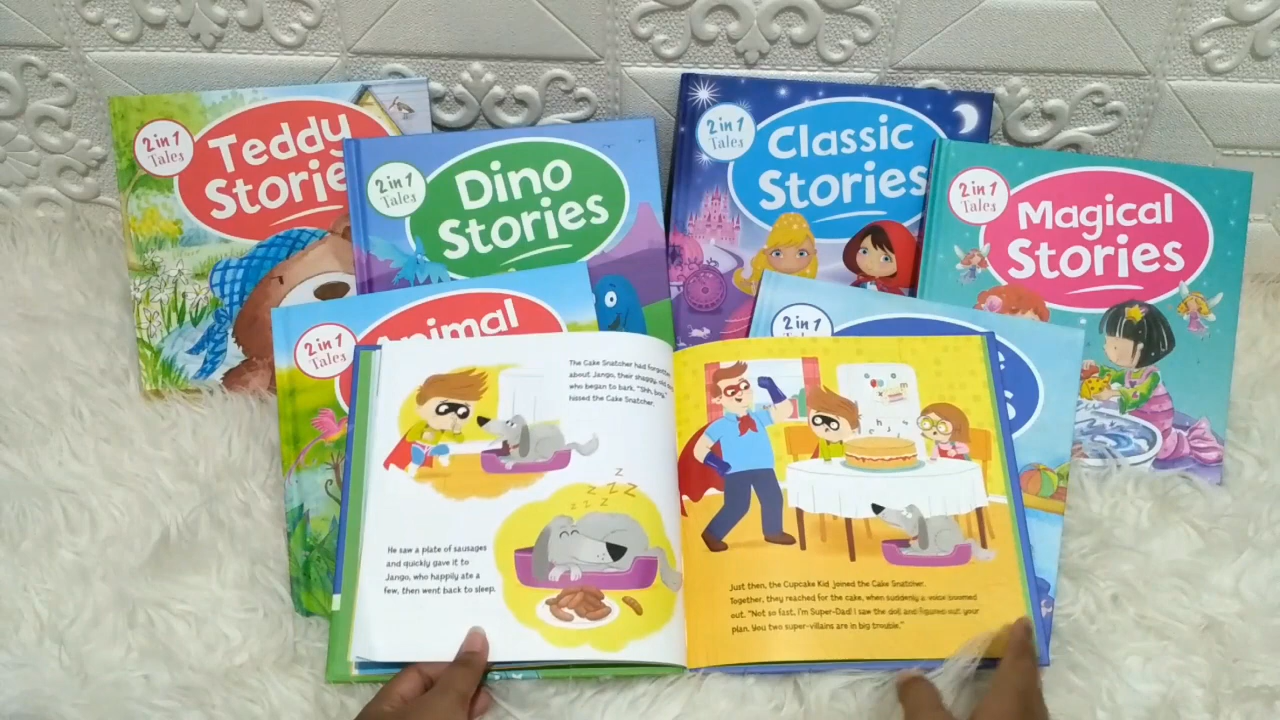 2 in 1
Tales
Teddy
Stories
2 in 1
Tales
Dino
Stories
2 in 1
Tales
Classic
Stories
2 in 1
Tales
Magical
Stories
2 in 1
Tales
Animal
2 in 1
The Cake Snatcher had forgotten
about Jango, their shaggy, old
who began to bark. "Shh, boy,"
hissed the Cake Snatcher.
z z z z z z
He saw a plate of sausages
and quickly gave it to
Jango, who happily ate a
few, then went back to sleep.
Just then, the Cupcake Kid joined the Cake Snatcher.
Together, they reached for the cake, when suddenly a voice boomed
out. "Not so fast, I'm Super-Dad! I saw the doll and figured out your
plan. You two super-villains are in big trouble."